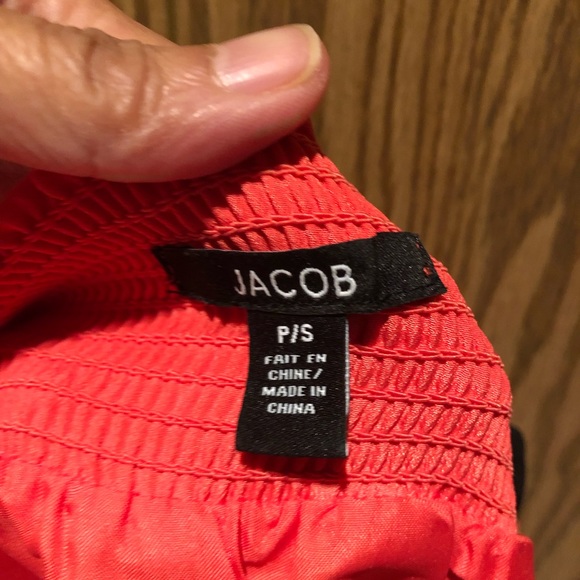 JACOB
P/S
FAIT EN
CHINE/
MADE IN
CHINA